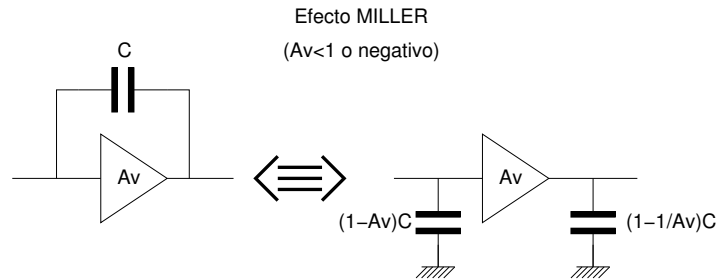 Efecto MILLER
(Av<1 o negativo)
C
Av
Av
(1−Av)C
(1−1/Av)C